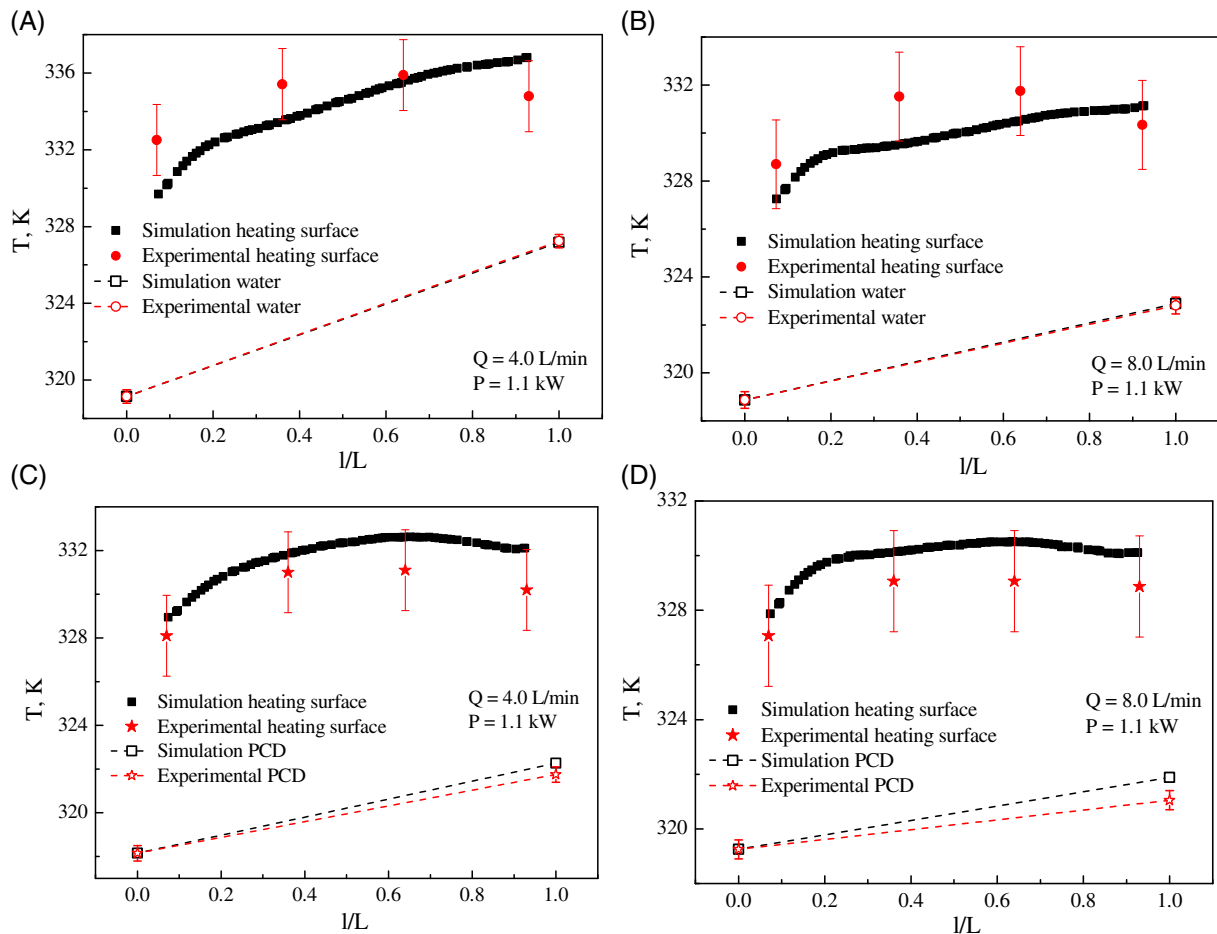 (A)
336
332
328
324
320
T, K
Simulation heating surface
Experimental heating surface
Simulation water
Experimental water
Q = 4.0 L/min
P = 1.1 kW
0.0 0.2 0.4 0.6 0.8 1.0
l/L
(B)
332
328
324
320
T, K
Simulation heating surface
Experimental heating surface
Simulation water
Experimental water
Q = 8.0 L/min
P = 1.1 kW
0.0 0.2 0.4 0.6 0.8 1.0
l/L
(C)
332
328
324
320
T, K
Q = 4.0 L/min
P = 1.1 kW
Simulation heating surface
Experimental heating surface
Simulation PCD
Experimental PCD
0.0 0.2 0.4 0.6 0.8 1.0
l/L
(D)
332
328
324
320
T, K
Q = 8.0 L/min
P = 1.1 kW
Simulation heating surface
Experimental heating surface
Simulation PCD
Experimental PCD
0.0 0.2 0.4 0.6 0.8 1.0
l/L